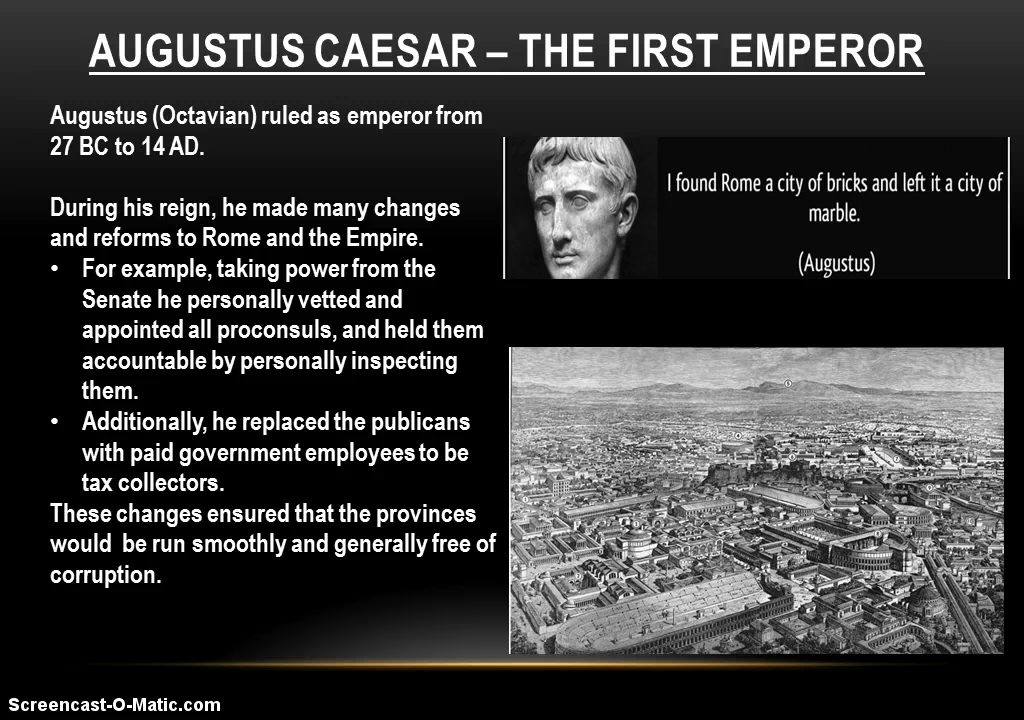 AUGUSTUS CAESAR – THE FIRST EMPEROR
Augustus (Octavian) ruled as emperor from
27 BC to 14 AD.
During his reign, he made many changes
and reforms to Rome and the Empire.
• For example, taking power from the
Senate he personally vetted and
appointed all proconsuls, and held them
accountable by personally inspecting
them.
• Additionally, he replaced the publicans
with paid government employees to be
tax collectors.
These changes ensured that the provinces
would be run smoothly and generally free of
corruption.
I found Rome a city of bricks and left it a city of
marble.
(Augustus)
Screencast-O-Matic.com